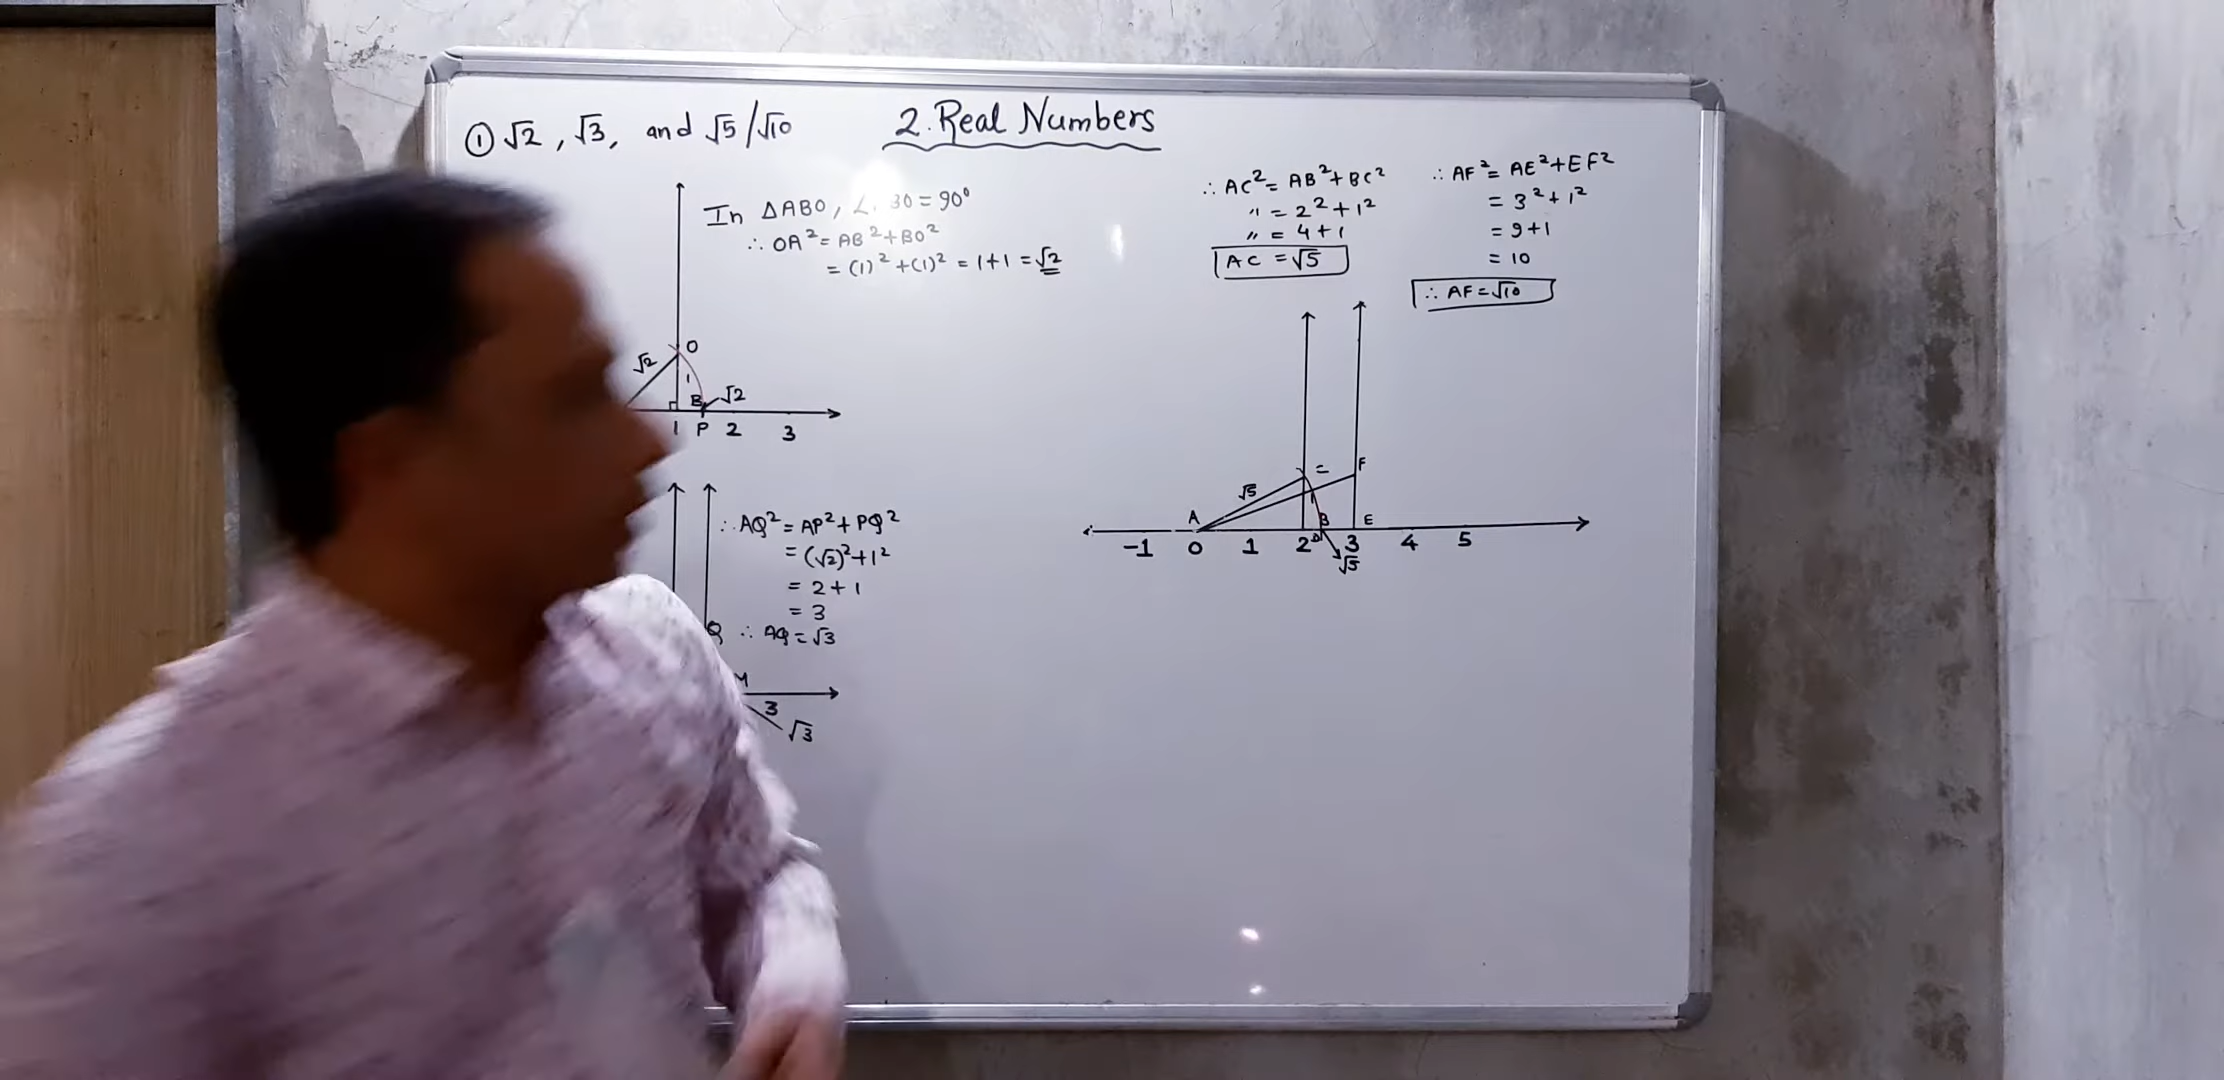 ① √2, √3, and √5/√10
2. Real Numbers
In ΔABO, ∠ BO = 90°
∴ OA² = AB² + BO²
= (1)² + (1)² = 1+1 = √2
O
√2
1
B
√2
1 P 2 3
∴ AQ² = AP² + PQ²
= (√2)² + 1²
= 2+1
= 3
Q ∴ AQ = √3
M
3
√3
∴ AC² = AB² + BC²
〃 = 2² + 1²
〃 = 4+1
AC = √5
∴ AF² = AE² + EF²
= 3² + 1²
= 9+1
= 10
∴ AF = √10
F
√5
1
A B E
-1 0 1 2 D 3 4 5
√5